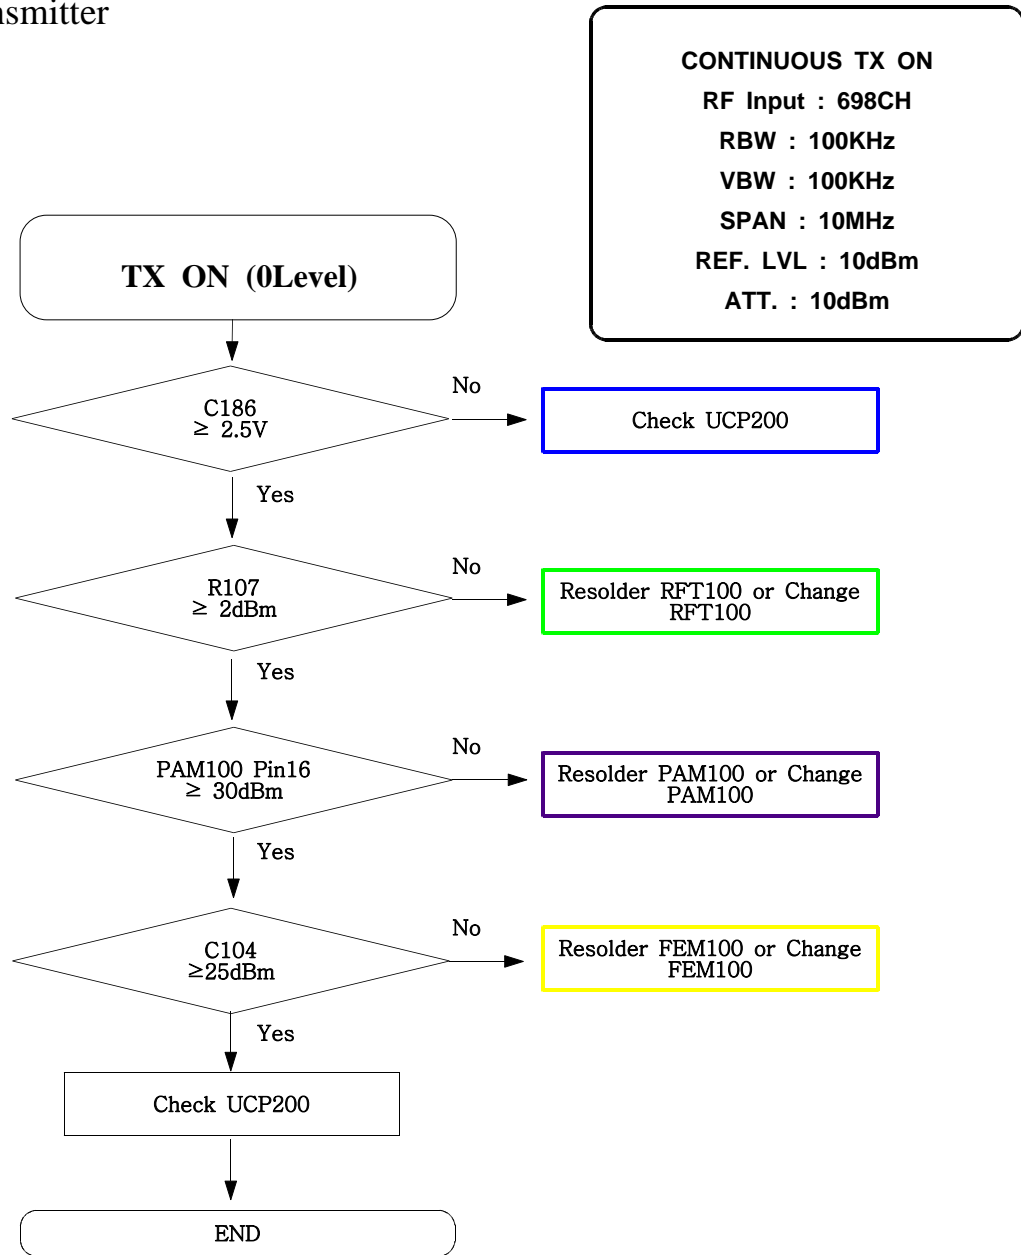 nsmitter
CONTINUOUS TX ON
RF Input : 698CH
RBW : 100KHz
VBW : 100KHz
SPAN : 10MHz
REF. LVL : 10dBm
ATT. : 10dBm
TX ON (0Level)
C186
≥ 2.5V
No
Check UCP200
Yes
R107
≥ 2dBm
No
Resolder RFT100 or Change
RFT100
Yes
PAM100 Pin16
≥ 30dBm
No
Resolder PAM100 or Change
PAM100
Yes
C104
≥25dBm
No
Resolder FEM100 or Change
FEM100
Yes
Check UCP200
END